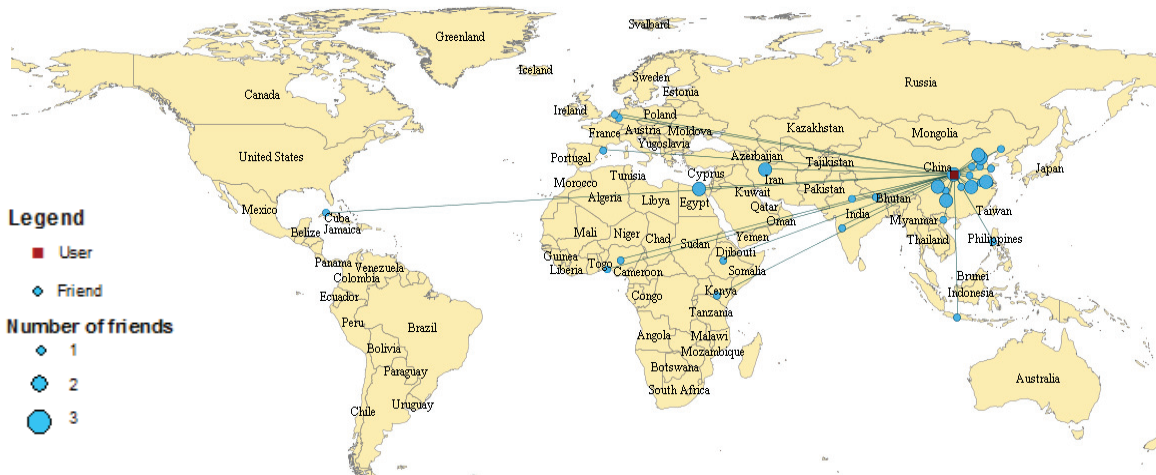 Svalbard
Greenland
Iceland
Sweden
Russia
Estonia
Canada
Ireland
Poland
Kazakhstan
Mongolia
France
Austria
Moldova
Yugoslavia
United States
Portugal
Azerbaijan
Tajikistan
China
Japan
Tunisia
Cyprus
Iran
Morocco
Kuwait
Pakistan
Algeria
Libya
Egypt
Bhutan
Legend
Mexico
Qatar
India
Taiwan
Cuba
Oman
Myanmar
Jamaica
Belize
Mali
Niger
Chad
Sudan
Yemen
Thailand
Philippines
User
Guinea
Djibouti
Panama
Venezuela
Liberia
Togo
Cameroon
Somalia
Colombia
Brunei
Friend
Ecuador
Congo
Kenya
Indonesia
Number of friends
Peru
Brazil
Tanzania
1
Bolivia
Angola
Malawi
Mozambique
2
Paraguay
Botswana
Australia
South Africa
3
Chile
Uruguay